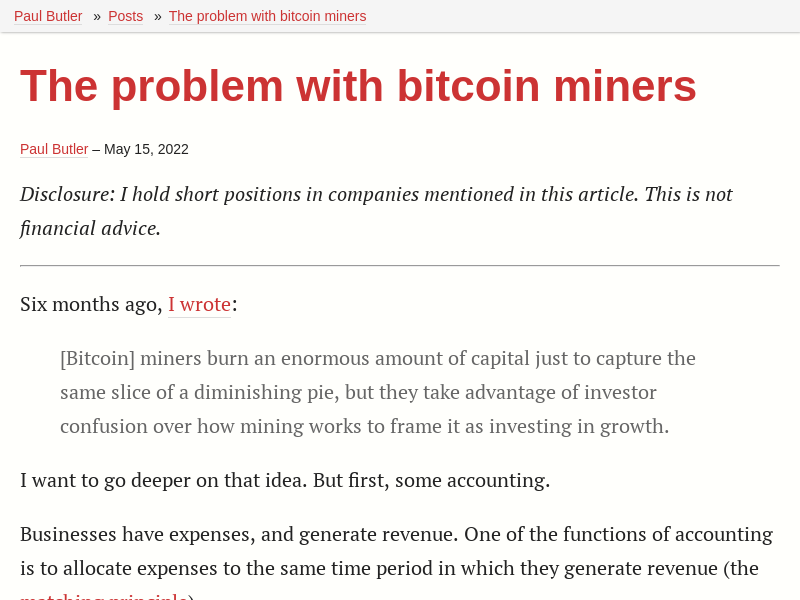 Paul Butler » Posts » The problem with bitcoin miners
The problem with bitcoin miners
Paul Butler – May 15, 2022
Disclosure: I hold short positions in companies mentioned in this article. This is not
financial advice.
Six months ago, I wrote:
[Bitcoin] miners burn an enormous amount of capital just to capture the
same slice of a diminishing pie, but they take advantage of investor
confusion over how mining works to frame it as investing in growth.
I want to go deeper on that idea. But first, some accounting.
Businesses have expenses, and generate revenue. One of the functions of accounting
is to allocate expenses to the same time period in which they generate revenue (the
matching principle).